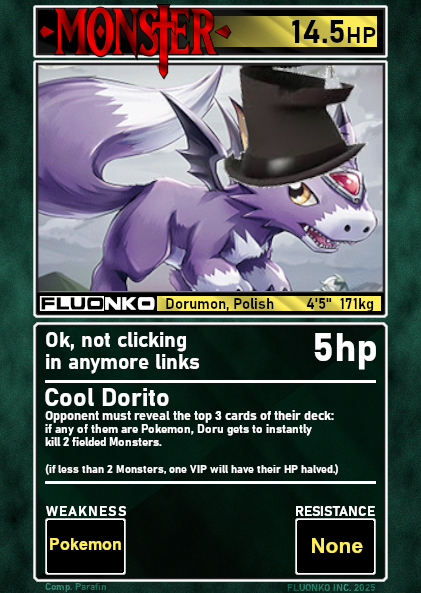 MONSTER
14.5HP
FLUONKO
Dorumon, Polish
4'5" 171kg
Ok, not clicking
in anymore links
5hp
Cool Dorito
Opponent must reveal the top 3 cards of their deck:
if any of them are Pokemon, Doru gets to instantly
kill 2 fielded Monsters.
(if less than 2 Monsters, one VIP will have their HP halved.)
WEAKNESS
RESISTANCE
Pokemon
None
Comp. Parafin
FLUONKO INC. 2025